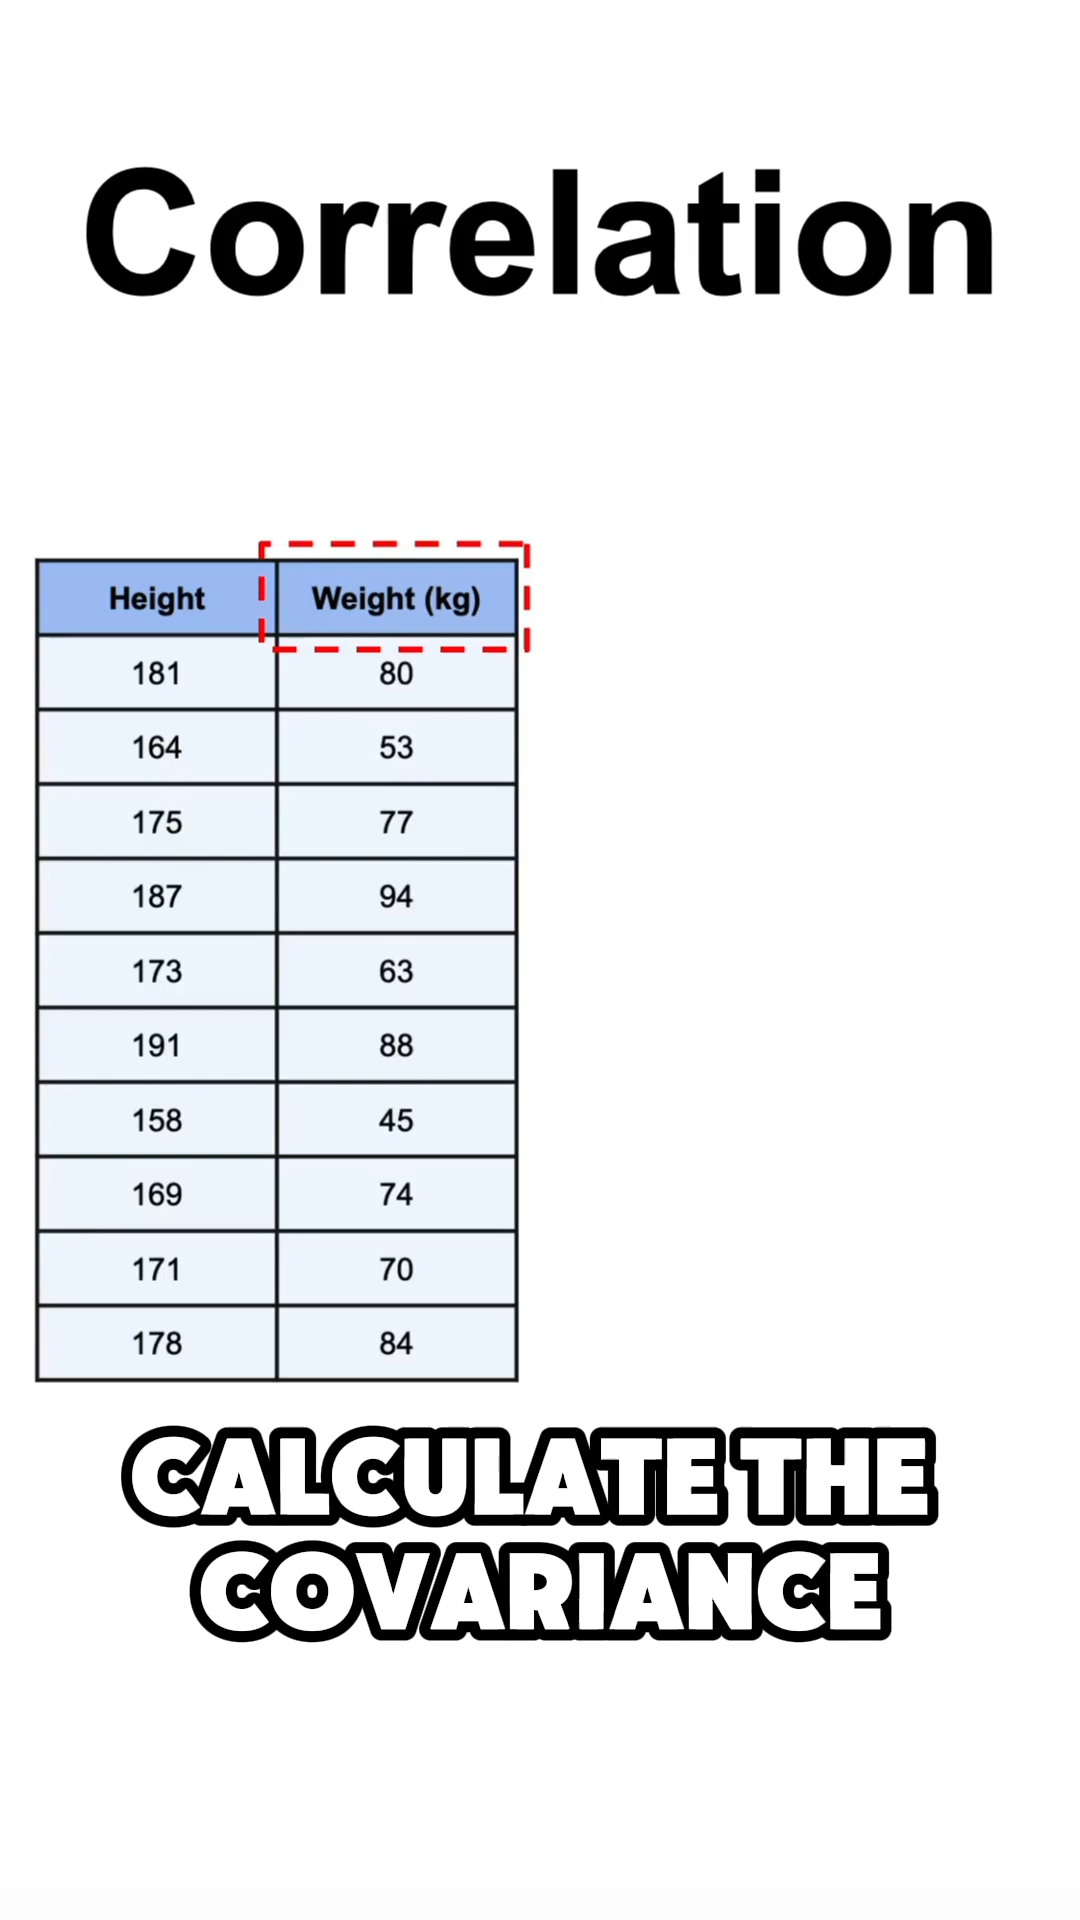 Correlation
Height Weight (kg)
181 80
164 53
175 77
187 94
173 63
191 88
158 45
169 74
171 70
178 84
CALCULATE THE
COVARIANCE